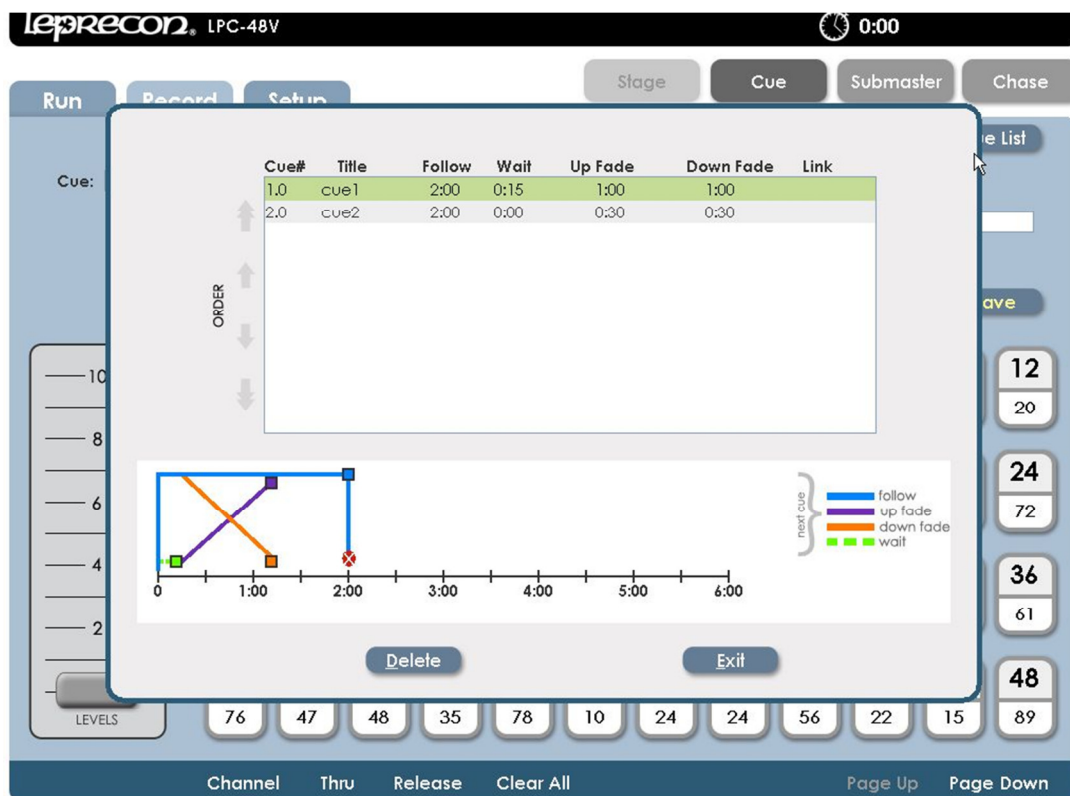 Leprecon® LPC-48V 0:00
Run Record Setup Stage Cue Submaster Chase
e List
Cue:
ave
Cue# Title Follow Wait Up Fade Down Fade Link
1.0 cue1 2:00 0:15 1:00 1:00
2.0 cue2 2:00 0:00 0:30 0:30
ORDER
10
8
6
4
2
LEVELS
next cue
follow
up fade
down fade
wait
0 1:00 2:00 3:00 4:00 5:00 6:00
Delete Exit
12
20
24
72
36
61
48
76 47 48 35 78 10 24 24 56 22 15 89
Channel Thru Release Clear All Page Up Page Down